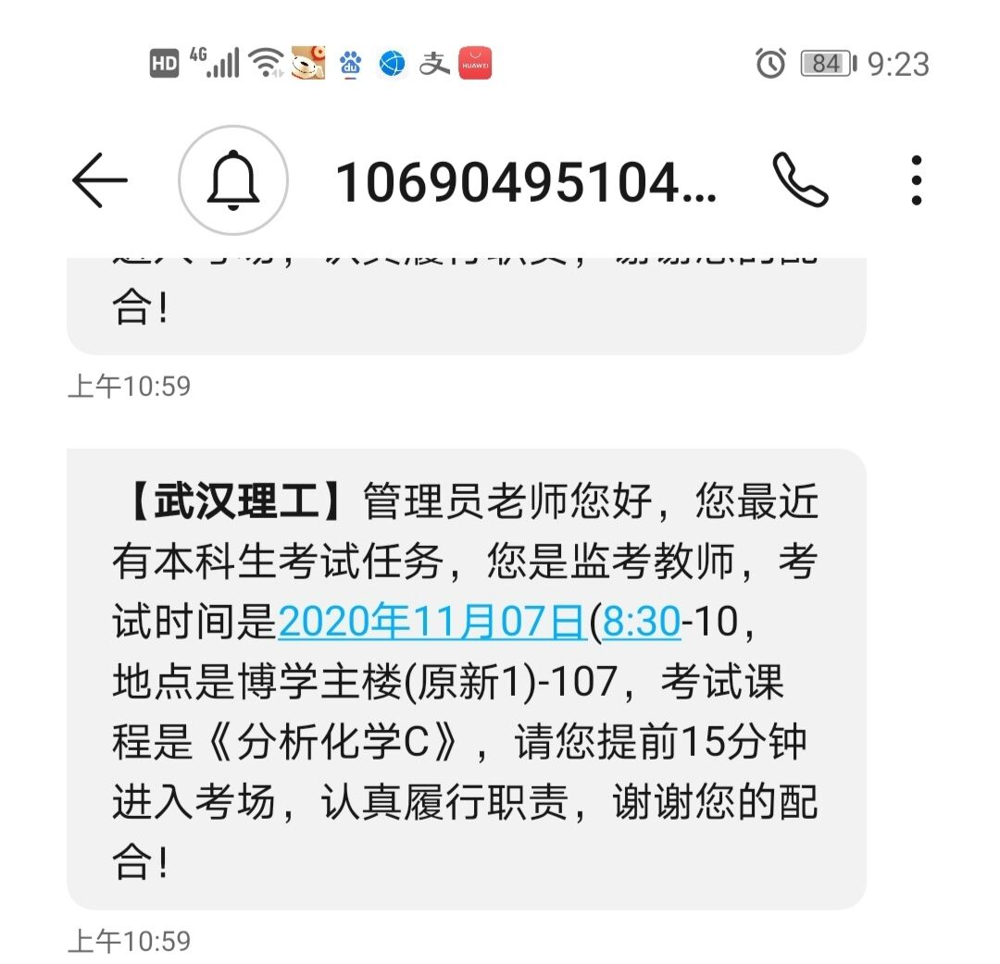 HD 4G 84 9:23
10690495104...
合！
上午10:59
【武汉理工】管理员老师您好，您最近
有本科生考试任务，您是监考教师，考
试时间是2020年11月07日(8:30-10，
地点是博学主楼(原新1)-107，考试课
程是《分析化学C》，请您提前15分钟
进入考场，认真履行职责，谢谢您的配
合！
上午10:59